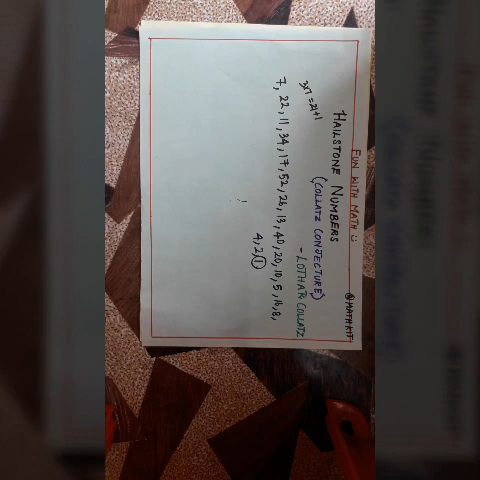 FUN WITH MATH :)
@MATHKIT
HAILSTONE NUMBERS
(COLLATZ CONJECTURE)
- LOTHAR COLLATZ
3x7 = 21+1
7, 22, 11, 34, 17, 52, 26, 13, 40, 20, 10, 5, 16, 8,
4, 2, 1